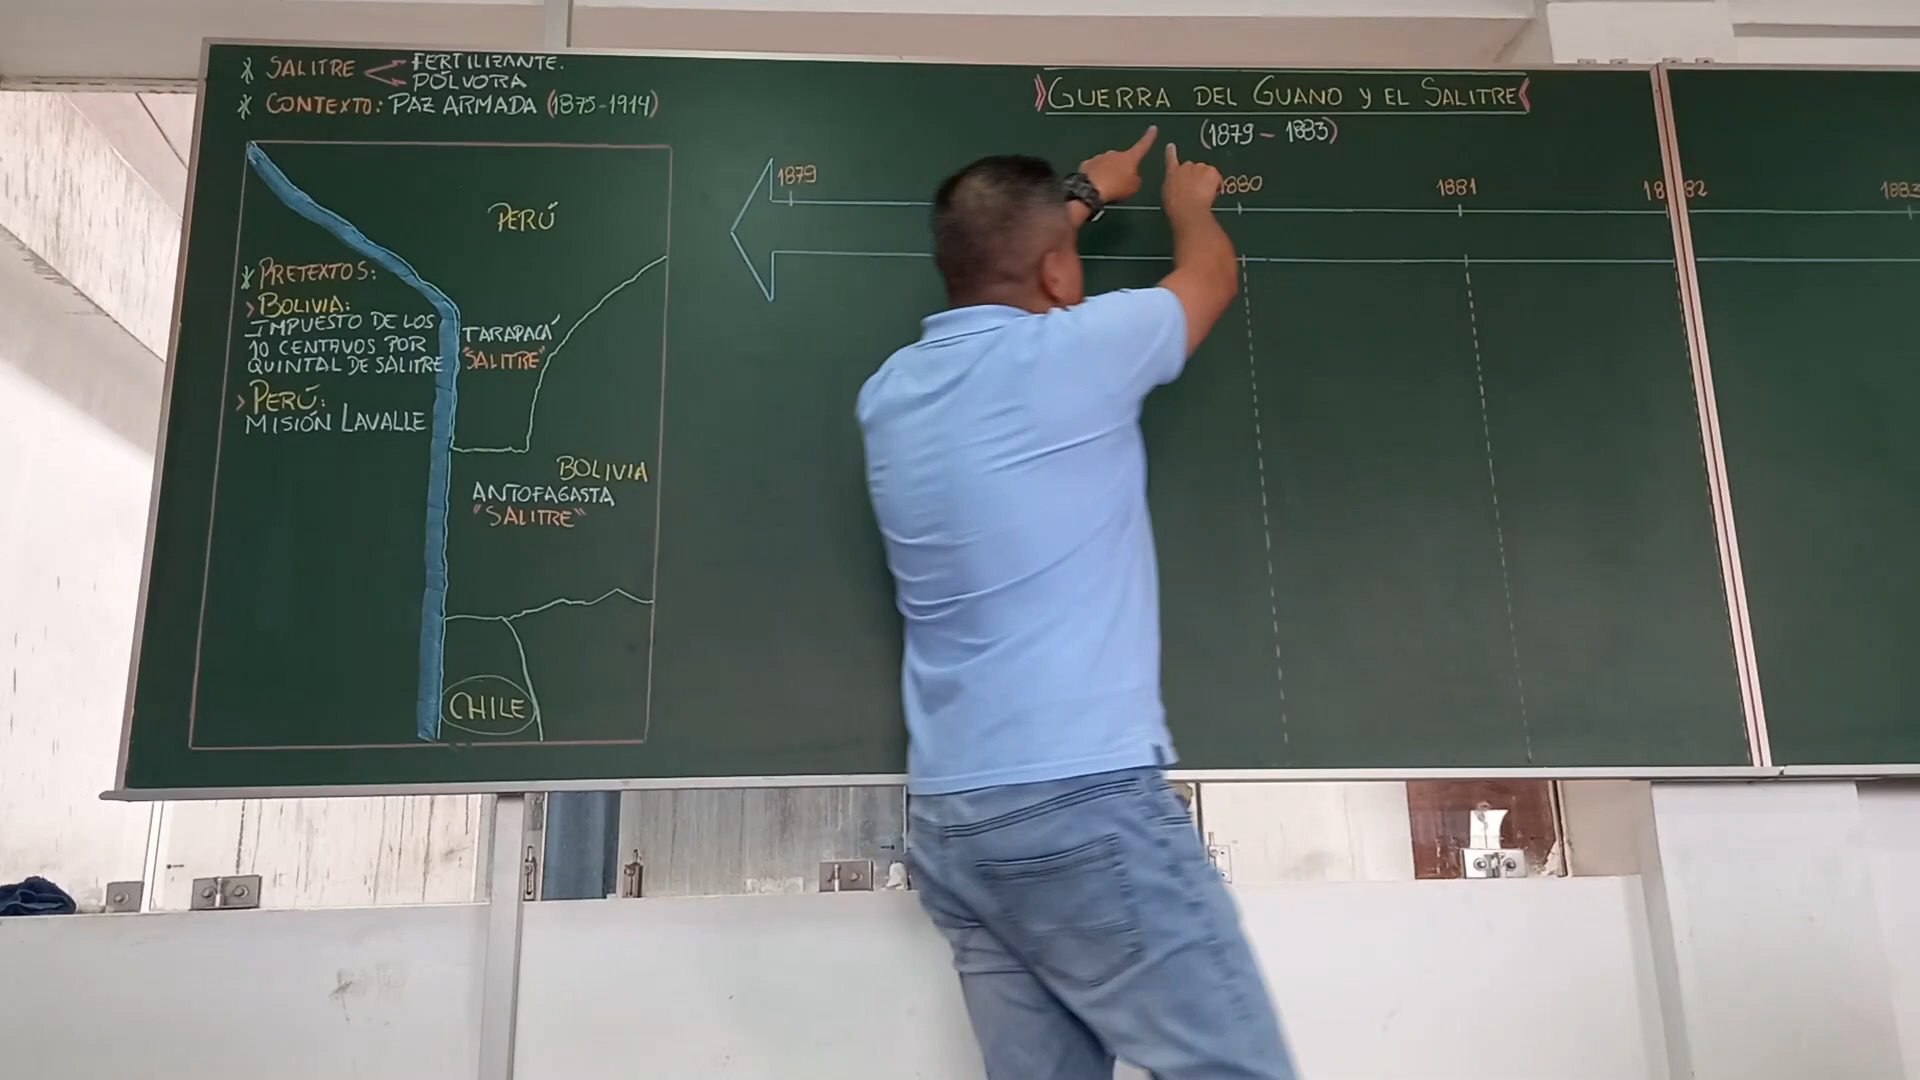 * SALITRE
FERTILIZANTE.
PÓLVORA
* CONTEXTO: PAZ ARMADA (1875-1914)
GUERRA DEL GUANO Y EL SALITRE
(1879 - 1883)
1879
1880
1881
1882
1883
PERÚ
* PRETEXTOS:
> BOLIVIA:
IMPUESTO DE LOS
10 CENTAVOS POR
QUINTAL DE SALITRE
> PERÚ:
MISIÓN LAVALLE
TARAPACÁ
"SALITRE"
BOLIVIA
ANTOFAGASTA
"SALITRE"
CHILE